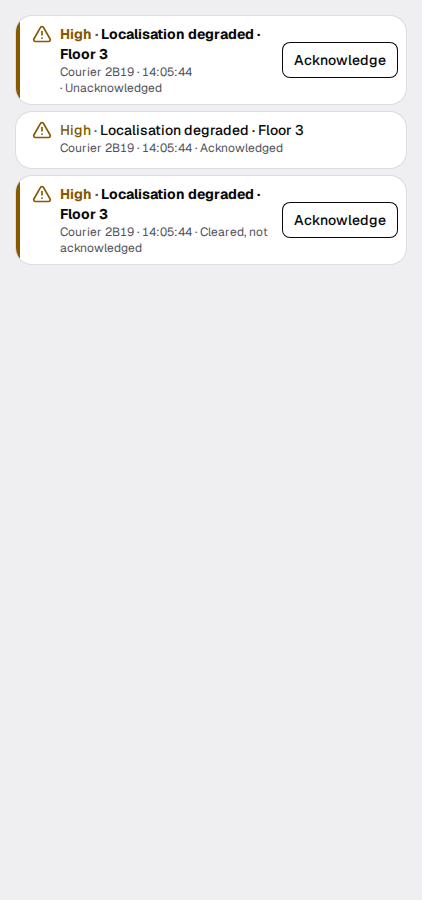 High · Localisation degraded ·
Floor 3
Courier 2B19 · 14:05:44
· Unacknowledged
Acknowledge
High · Localisation degraded · Floor 3
Courier 2B19 · 14:05:44 · Acknowledged
High · Localisation degraded ·
Floor 3
Courier 2B19 · 14:05:44 · Cleared, not
acknowledged
Acknowledge